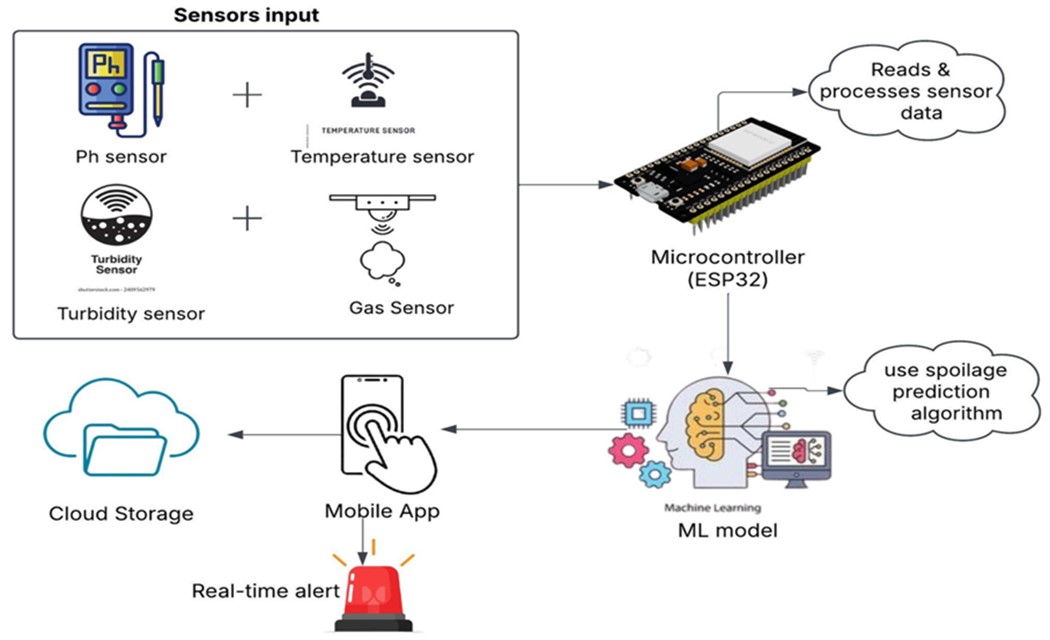 Sensors input
Ph
TEMPERATURE SENSOR
Ph sensor
Temperature sensor
Turbidity
Sensor
shutterstock.com · 2409562979
Turbidity sensor
Gas Sensor
Reads &
processes sensor
data
Microcontroller
(ESP32)
use spoilage
prediction
algorithm
Machine Learning
ML model
Cloud Storage
Mobile App
Real-time alert